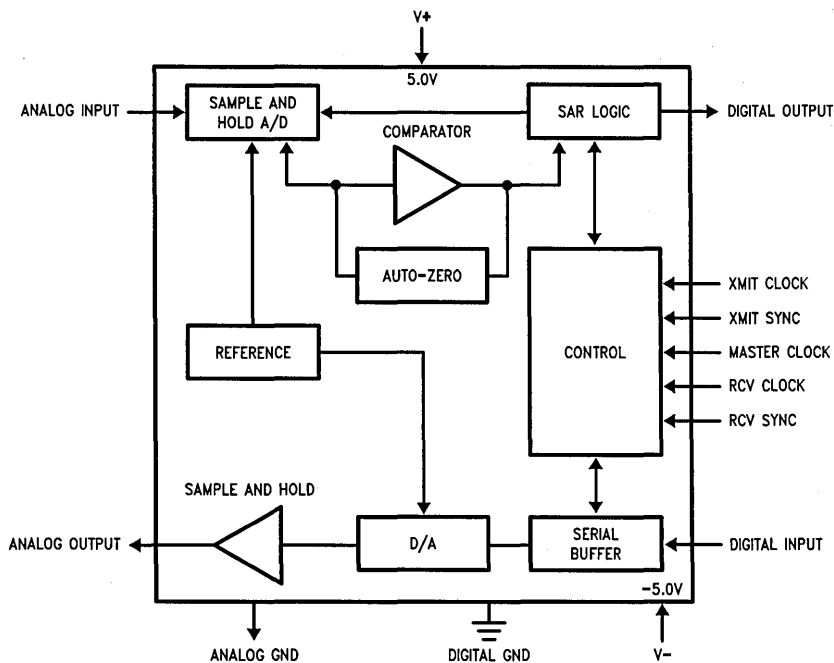 V+
5.0V
ANALOG INPUT
SAMPLE AND
HOLD A/D
SAR LOGIC
DIGITAL OUTPUT
COMPARATOR
AUTO-ZERO
XMIT CLOCK
XMIT SYNC
REFERENCE
CONTROL
MASTER CLOCK
RCV CLOCK
RCV SYNC
SAMPLE AND HOLD
ANALOG OUTPUT
D/A
SERIAL
BUFFER
DIGITAL INPUT
-5.0V
ANALOG GND
DIGITAL GND
V-